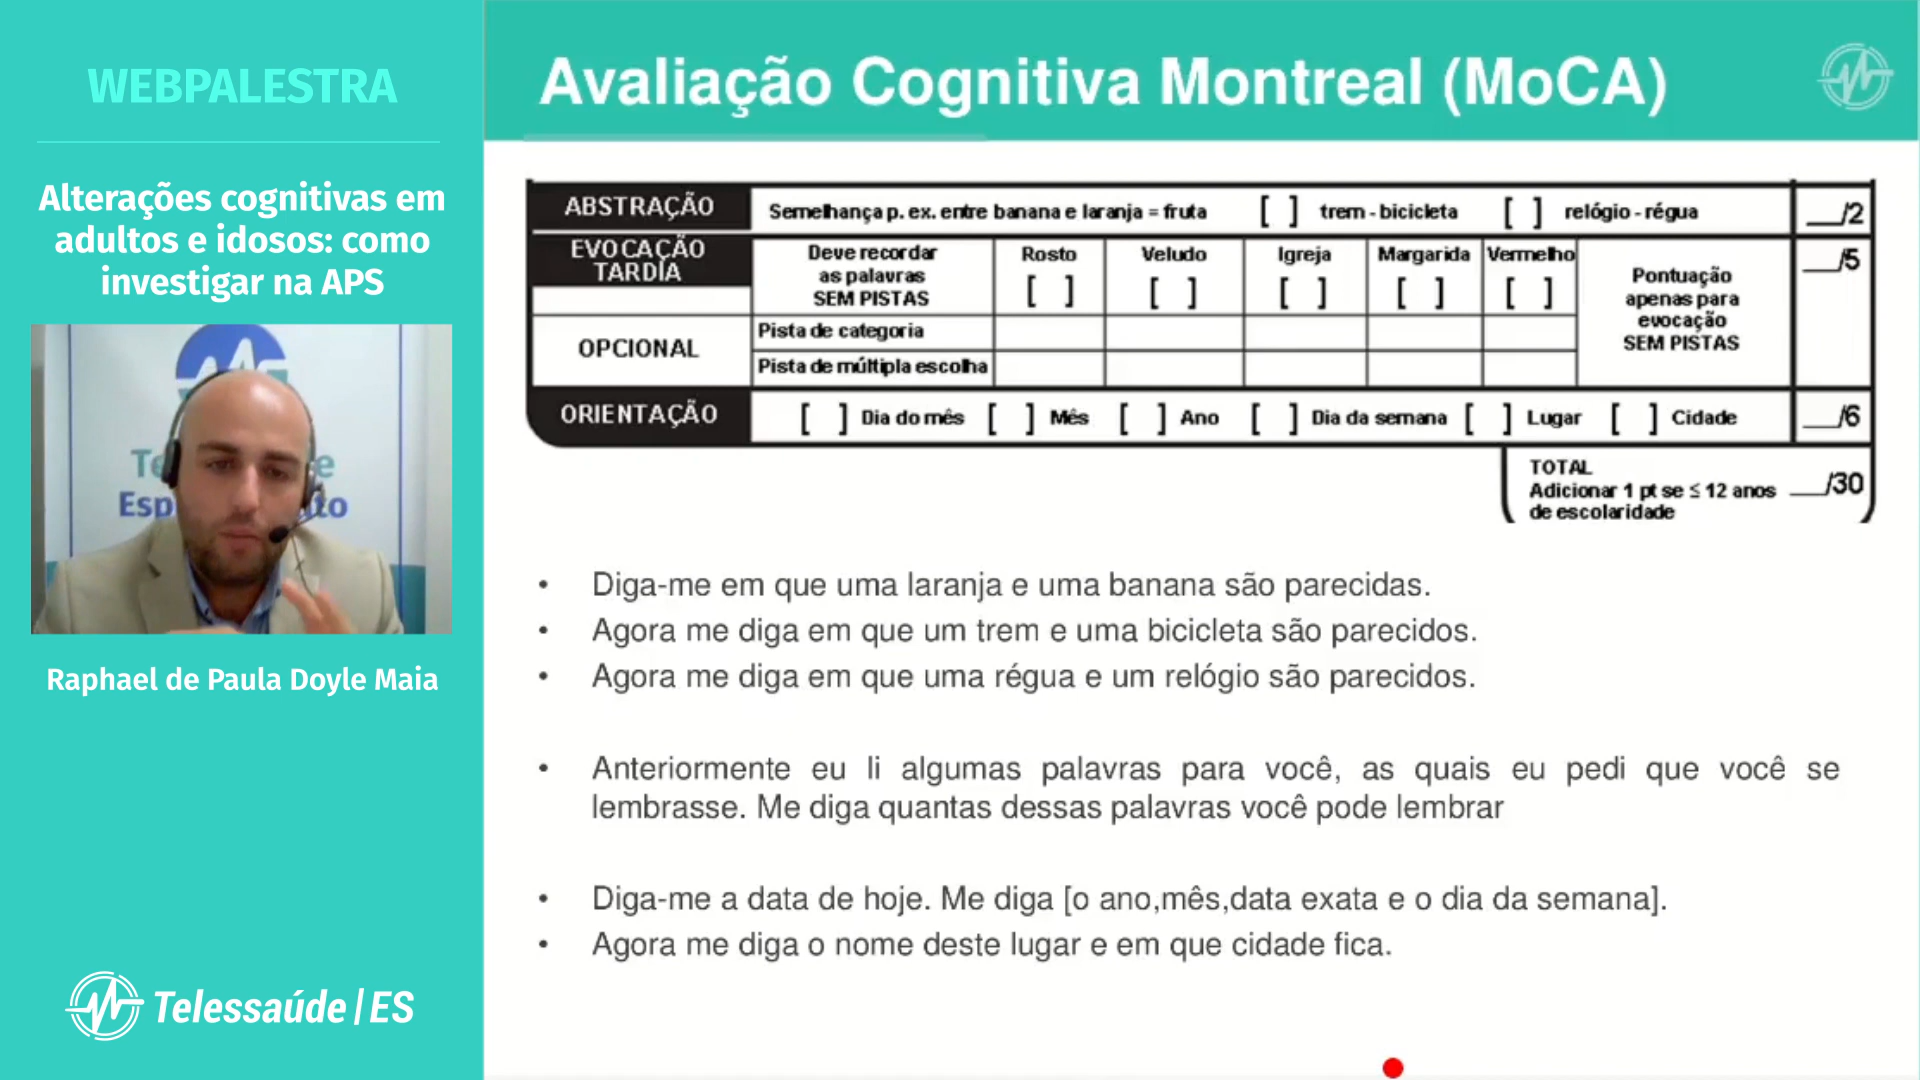 WEBPALESTRA
Alterações cognitivas em
adultos e idosos: como
investigar na APS
Raphael de Paula Doyle Maia
Telessaúde|ES
Avaliação Cognitiva Montreal (MoCA)
ABSTRAÇÃO Semelhança p. ex. entre banana e laranja = fruta [ ] trem - bicicleta [ ] relógio - régua __/2
EVOCAÇÃO TARDÍA
Deve recordar as palavras SEM PISTAS
Rosto [ ] Veludo [ ] Igreja [ ] Margarida [ ] Vermelho [ ]
Pontuação apenas para evocação SEM PISTAS
__/5
OPCIONAL
Pista de categoria
Pista de múltipla escolha
ORIENTAÇÃO [ ] Dia do mês [ ] Mês [ ] Ano [ ] Dia da semana [ ] Lugar [ ] Cidade __/6
TOTAL
Adicionar 1 pt se ≤ 12 anos __/30
de escolaridade
• Diga-me em que uma laranja e uma banana são parecidas.
• Agora me diga em que um trem e uma bicicleta são parecidos.
• Agora me diga em que uma régua e um relógio são parecidos.
• Anteriormente eu li algumas palavras para você, as quais eu pedi que você se
lembrasse. Me diga quantas dessas palavras você pode lembrar
• Diga-me a data de hoje. Me diga [o ano,mês,data exata e o dia da semana].
• Agora me diga o nome deste lugar e em que cidade fica.